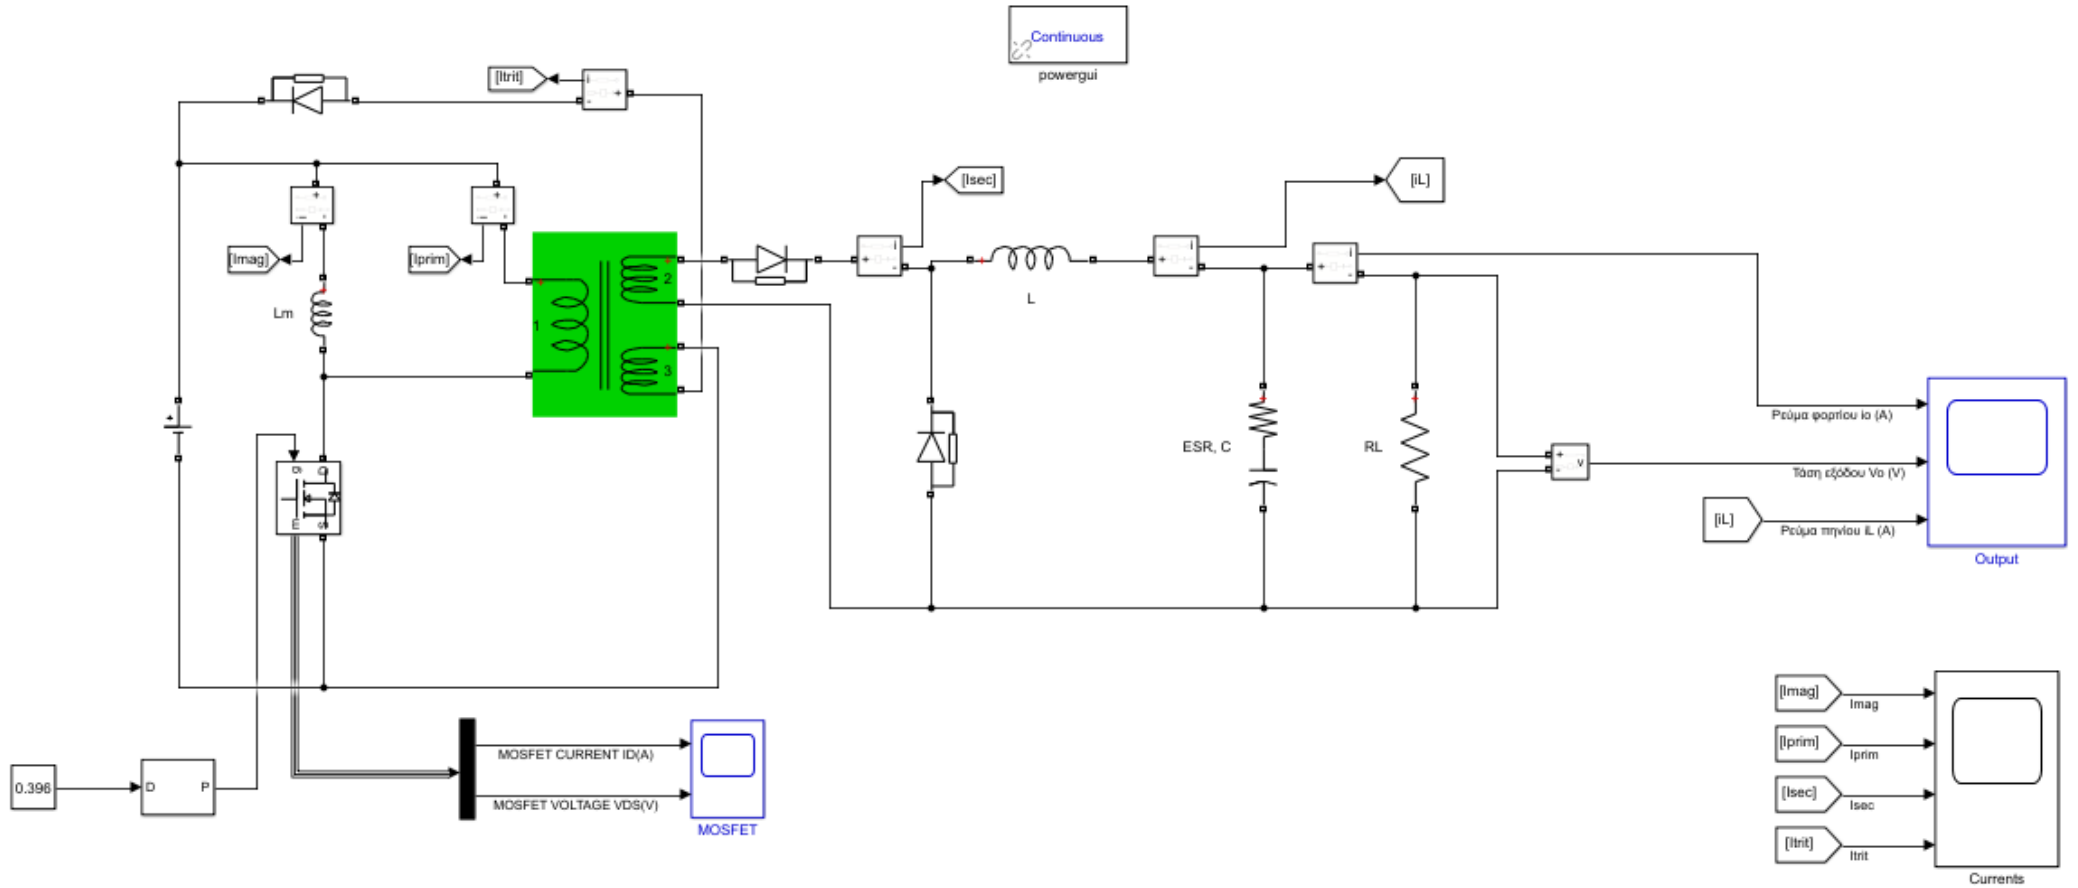 Continuous
powergui
[Itrit]
i
-
+
[Isec]
[iL]
+
+
[Imag]
[Iprim]
Lm
1
2
3
+
i
-
L
+
i
-
+
i
-
Ρεύμα φορτίου io (A)
ESR, C
RL
+
-
v
Τάση εξόδου Vo (V)
[iL]
Ρεύμα πηνίου iL (A)
Output
+
g
D
m
S
[Imag]
Imag
[Iprim]
Iprim
[Isec]
Isec
[Itrit]
Itrit
Currents
0.396
D
P
MOSFET CURRENT ID(A)
MOSFET VOLTAGE VDS(V)
MOSFET